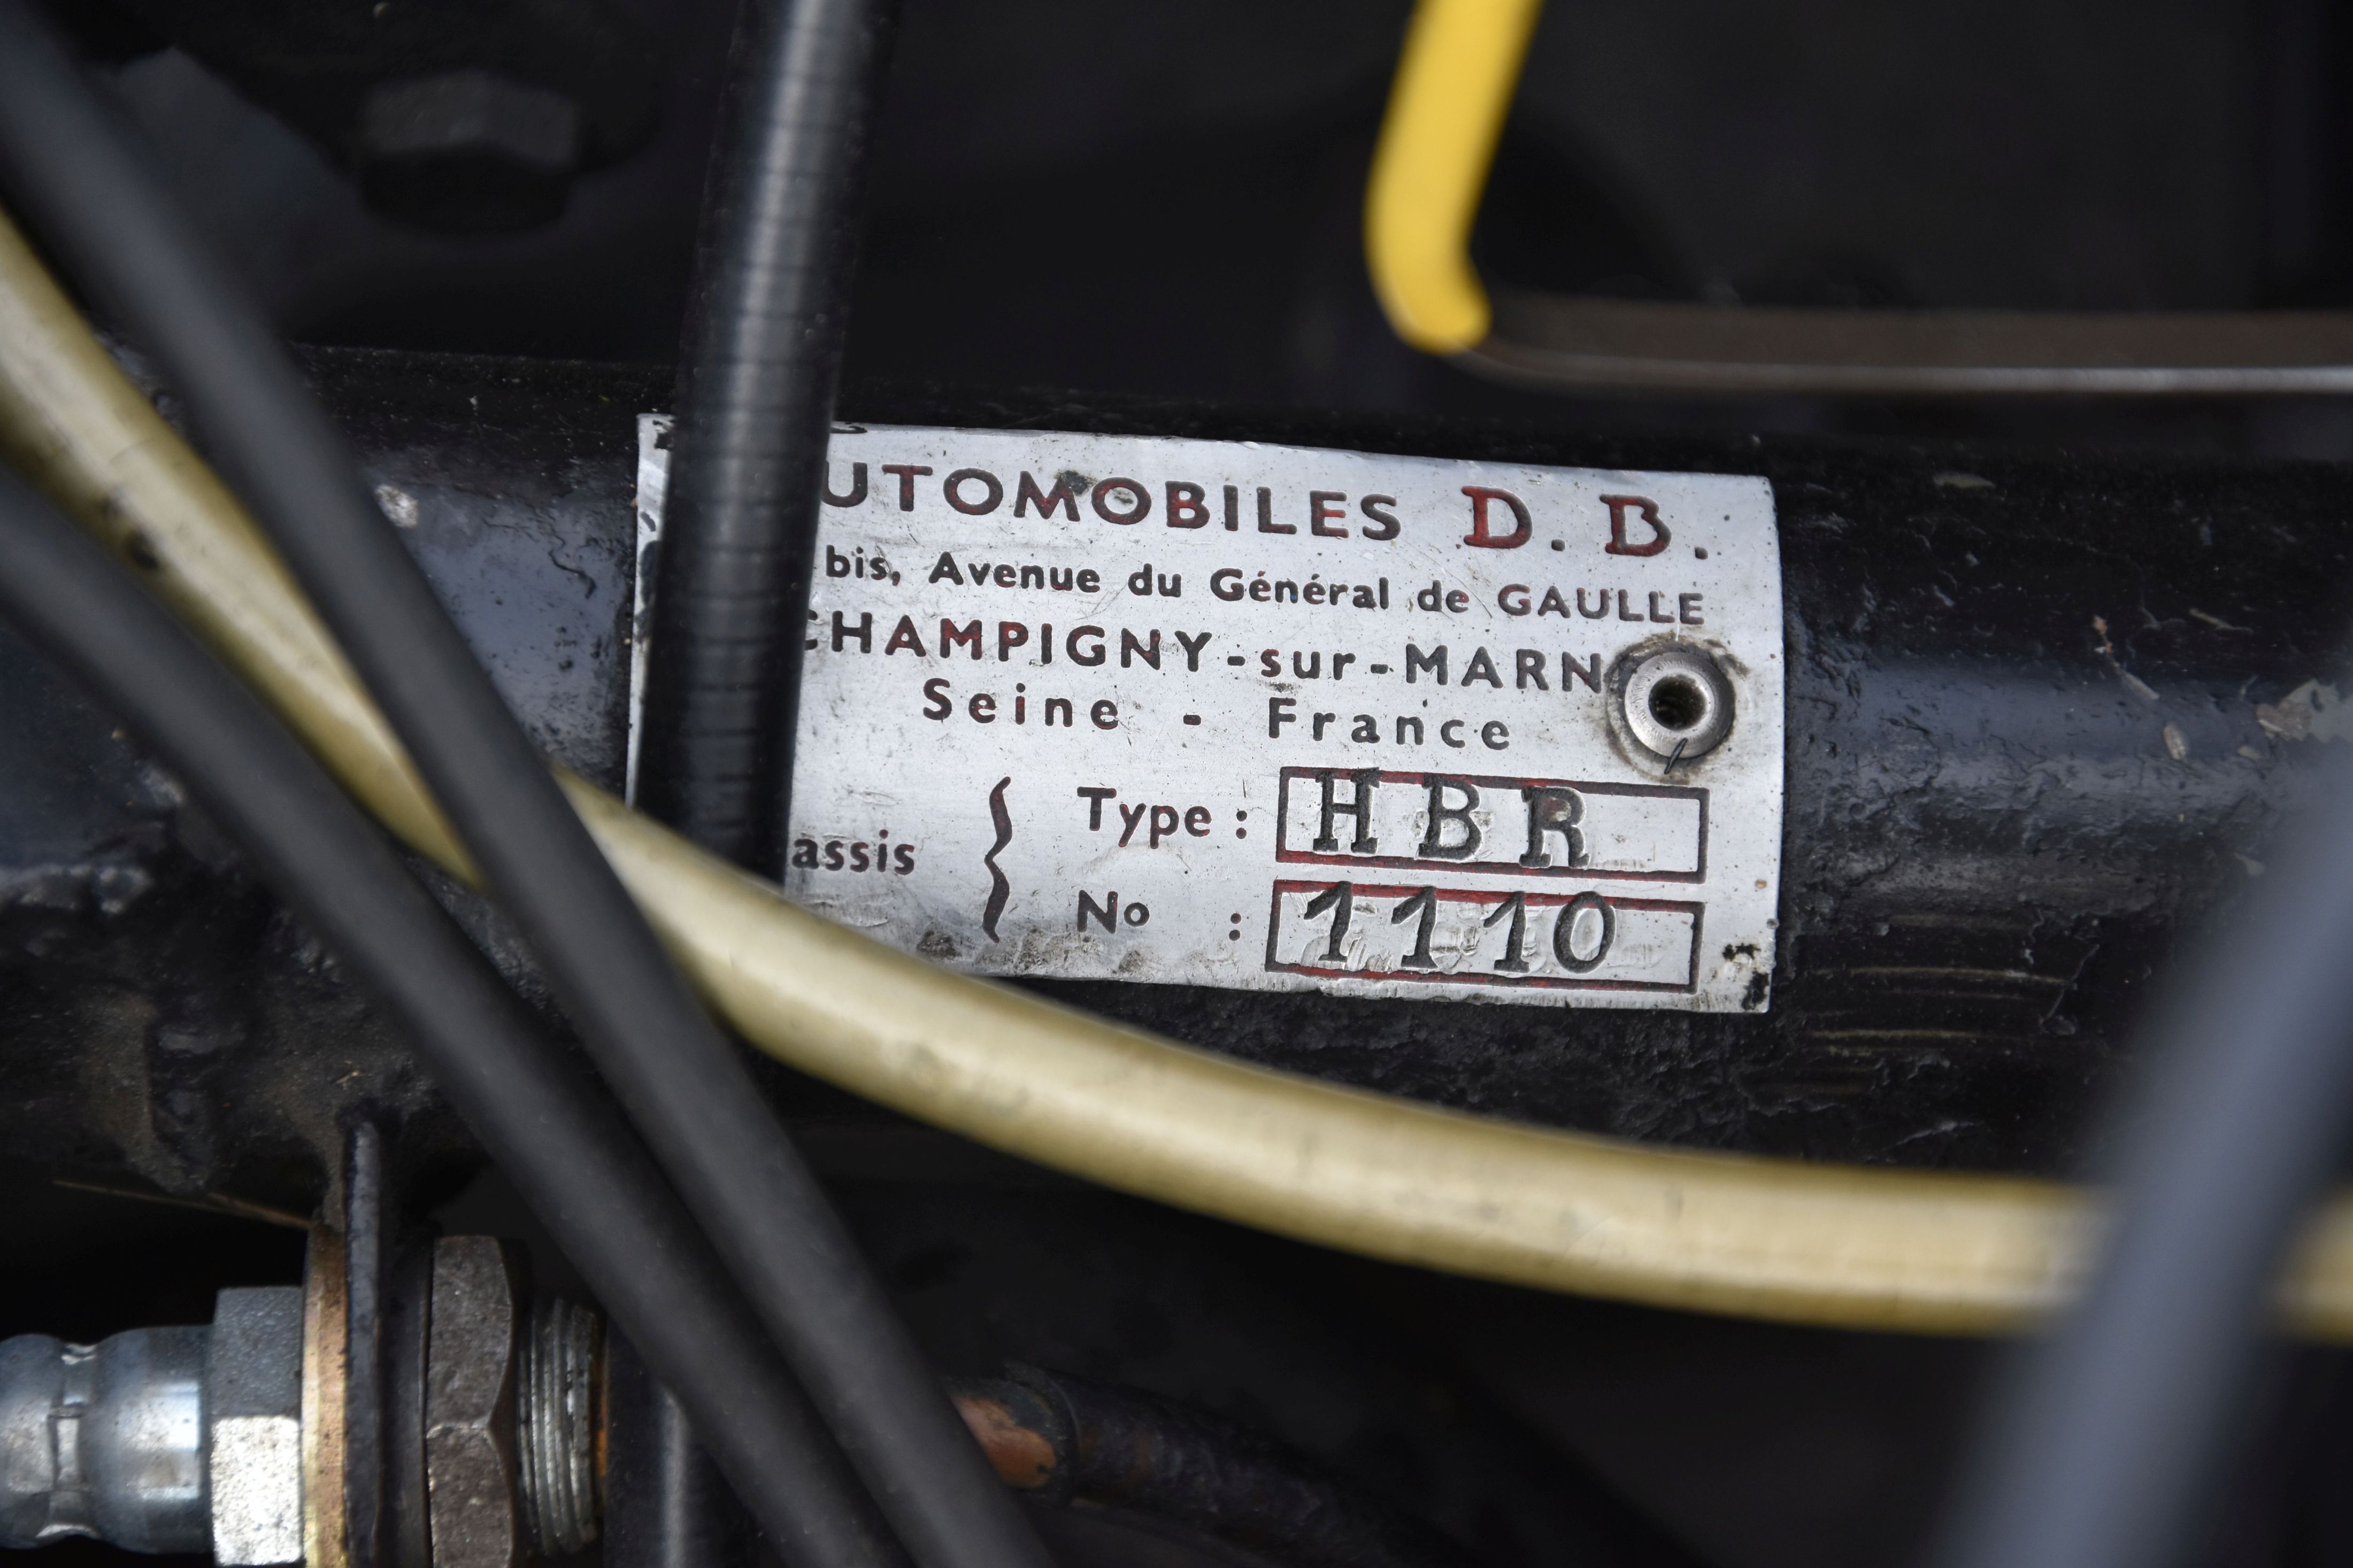 UTOMOBILES D. B.
bis, Avenue du Général de GAULLE
CHAMPIGNY-sur-MARN
Seine - France
assis
Type : HBR
No : 1110